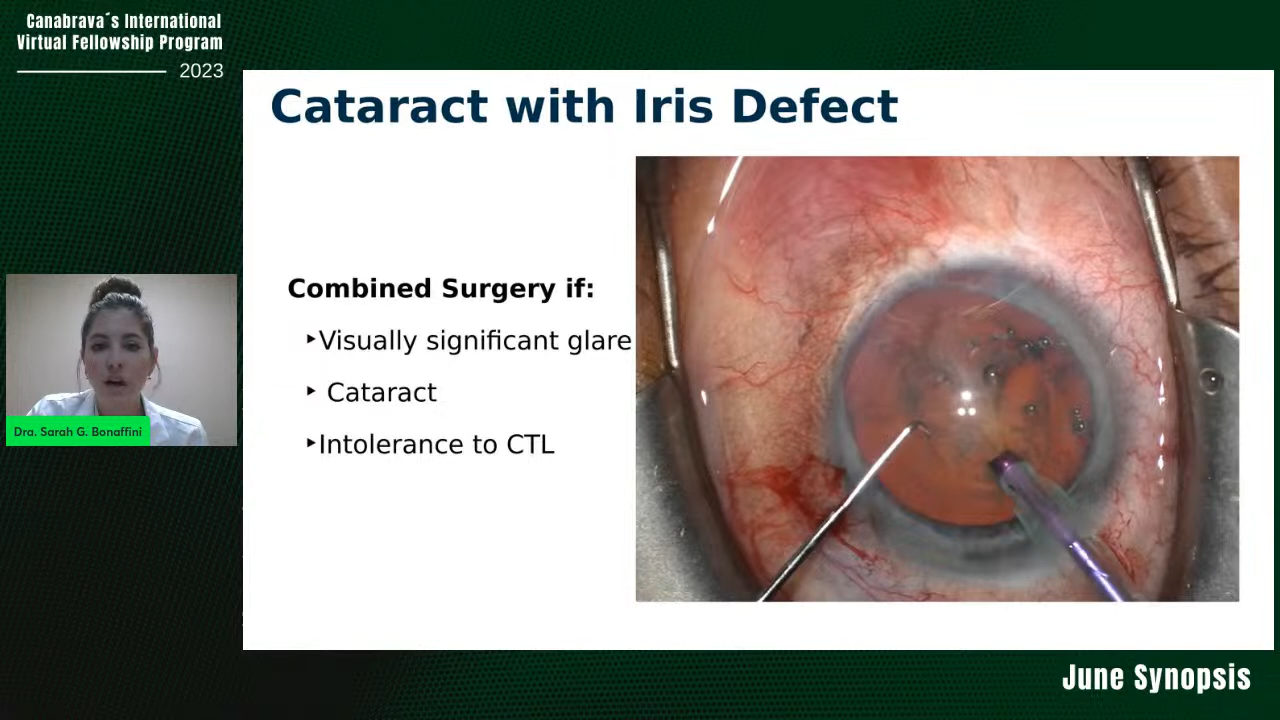 Canabrava´s International
Virtual Fellowship Program
2023
Cataract with Iris Defect
Combined Surgery if:
‣Visually significant glare
‣ Cataract
‣Intolerance to CTL
Dra. Sarah G. Bonaffini
June Synopsis